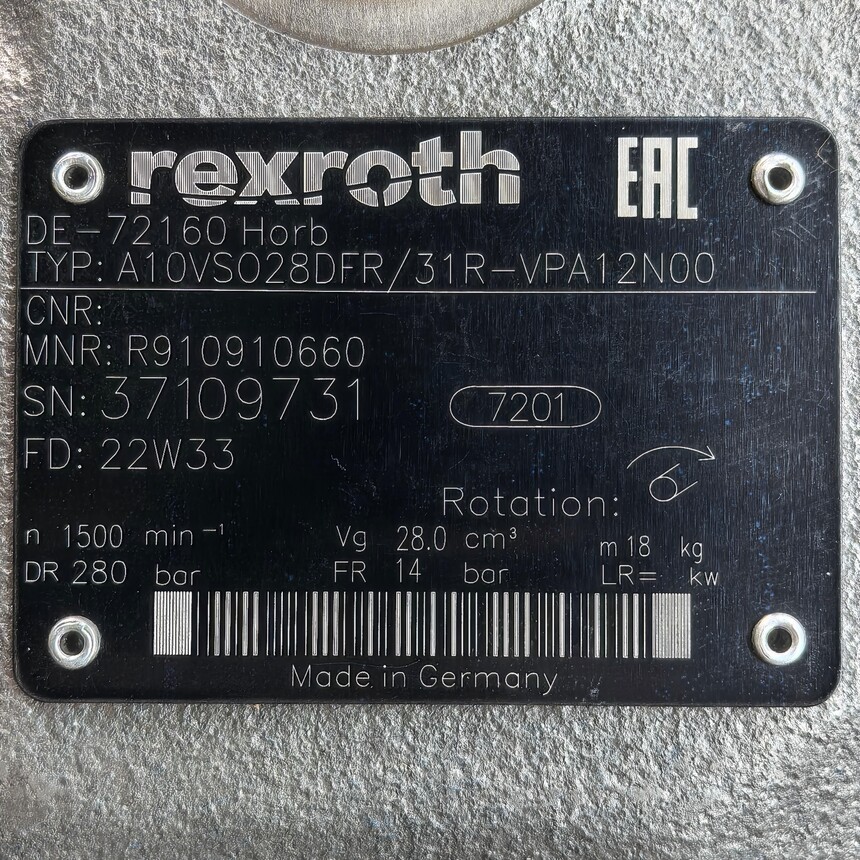 rexroth EAC
DE-72160 Horb
TYP: A10VSO28DFR/31R-VPA12N00
CNR:
MNR: R910910660
SN: 37109731 7201
FD: 22W33
Rotation:
n 1500 min⁻¹ Vg 28.0 cm³ m 18 kg
DR 280 bar FR 14 bar LR= kw
Made in Germany